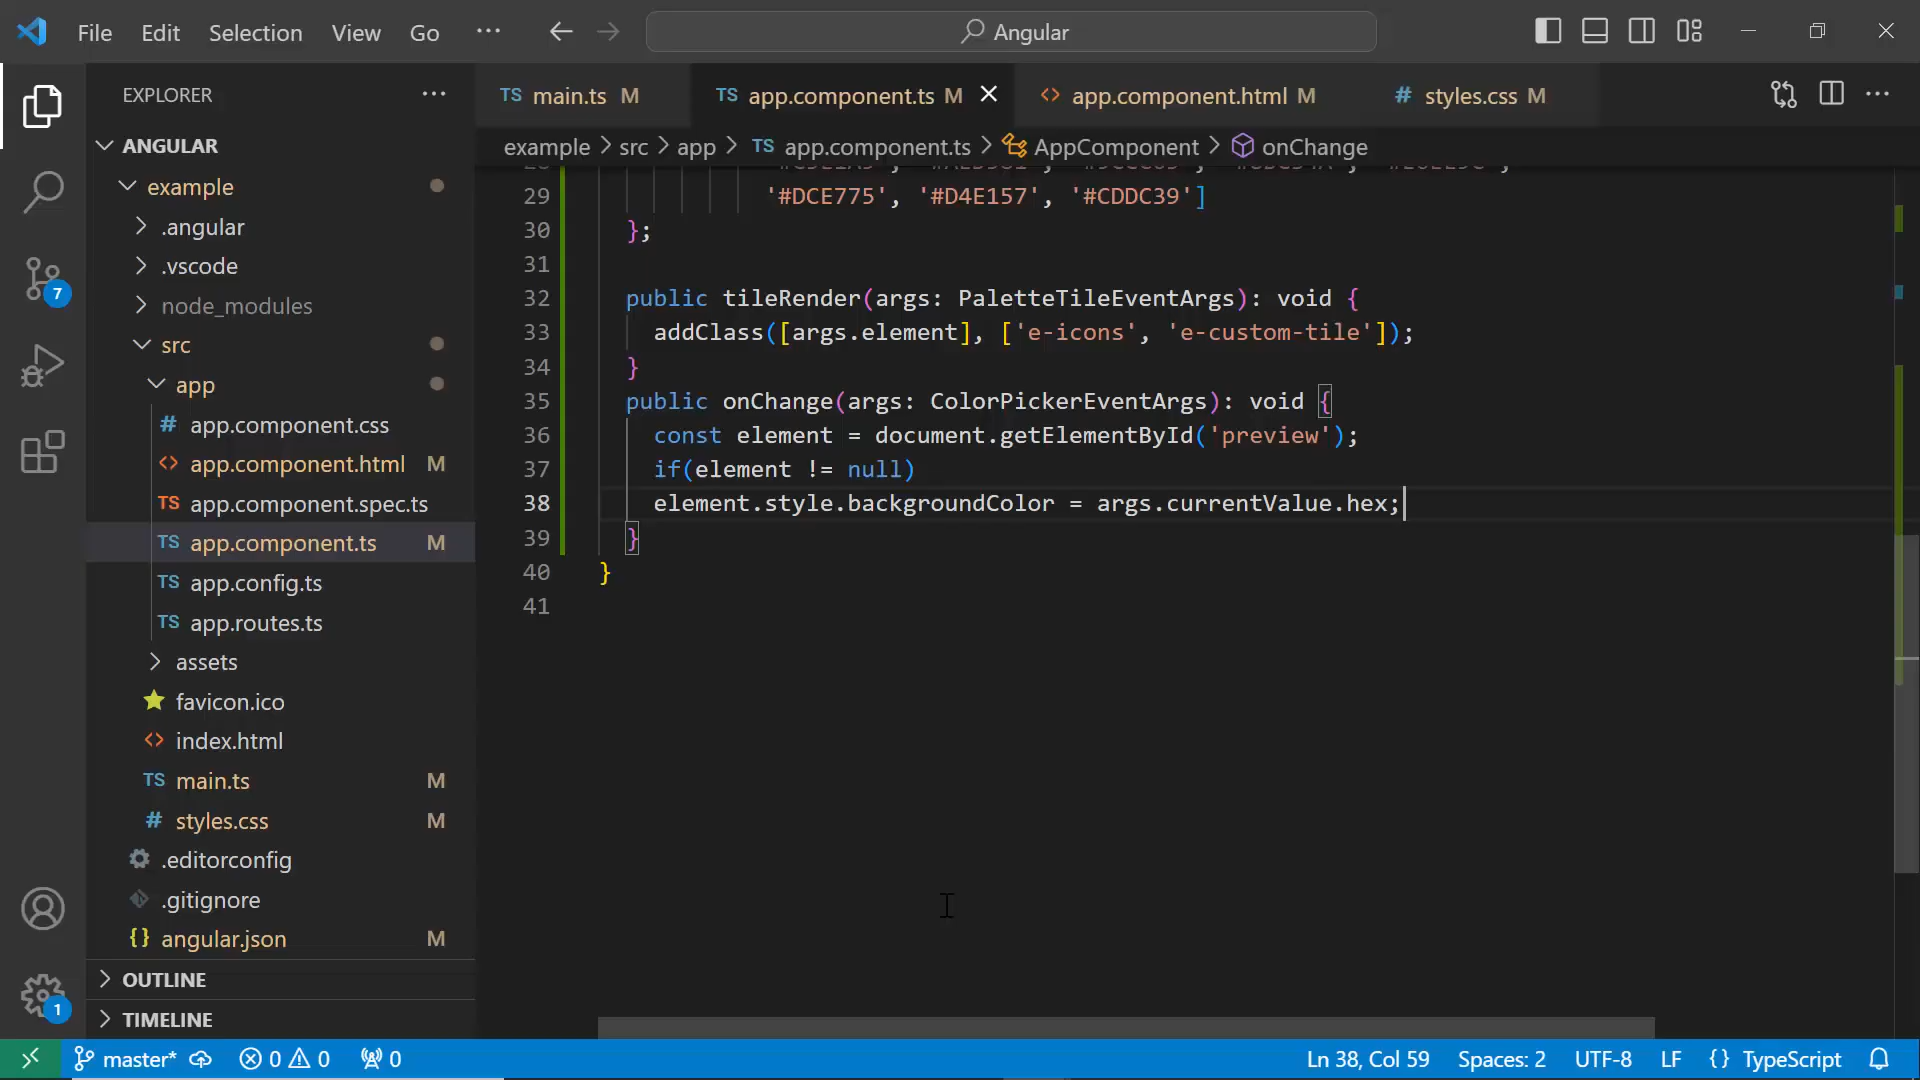 File Edit Selection View Go ··· Angular
EXPLORER ···
TS main.ts M
TS app.component.ts M
<> app.component.html M
# styles.css M
example > src > app > TS app.component.ts > AppComponent > onChange
ANGULAR
example
.angular
.vscode
node_modules
src
app
# app.component.css
<> app.component.html M
TS app.component.spec.ts
TS app.component.ts M
TS app.config.ts
TS app.routes.ts
assets
favicon.ico
<> index.html
TS main.ts M
# styles.css M
.editorconfig
.gitignore
{} angular.json M
OUTLINE
TIMELINE
7
1
29 '#DCE775', '#D4E157', '#CDDC39']
30 };
31
32 public tileRender(args: PaletteTileEventArgs): void {
33 addClass([args.element], ['e-icons', 'e-custom-tile']);
34 }
35 public onChange(args: ColorPickerEventArgs): void {
36 const element = document.getElementById('preview');
37 if(element != null)
38 element.style.backgroundColor = args.currentValue.hex;
39 }
40 }
41
master* 0 0 0 Ln 38, Col 59 Spaces: 2 UTF-8 LF {} TypeScript